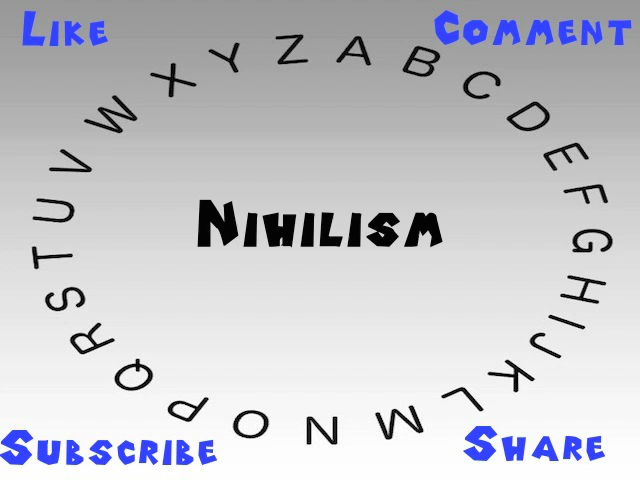 Like
Comment
A B C D E F G H I J K L M N O P Q R S T U V W X Y Z
Nihilism
Subscribe
Share